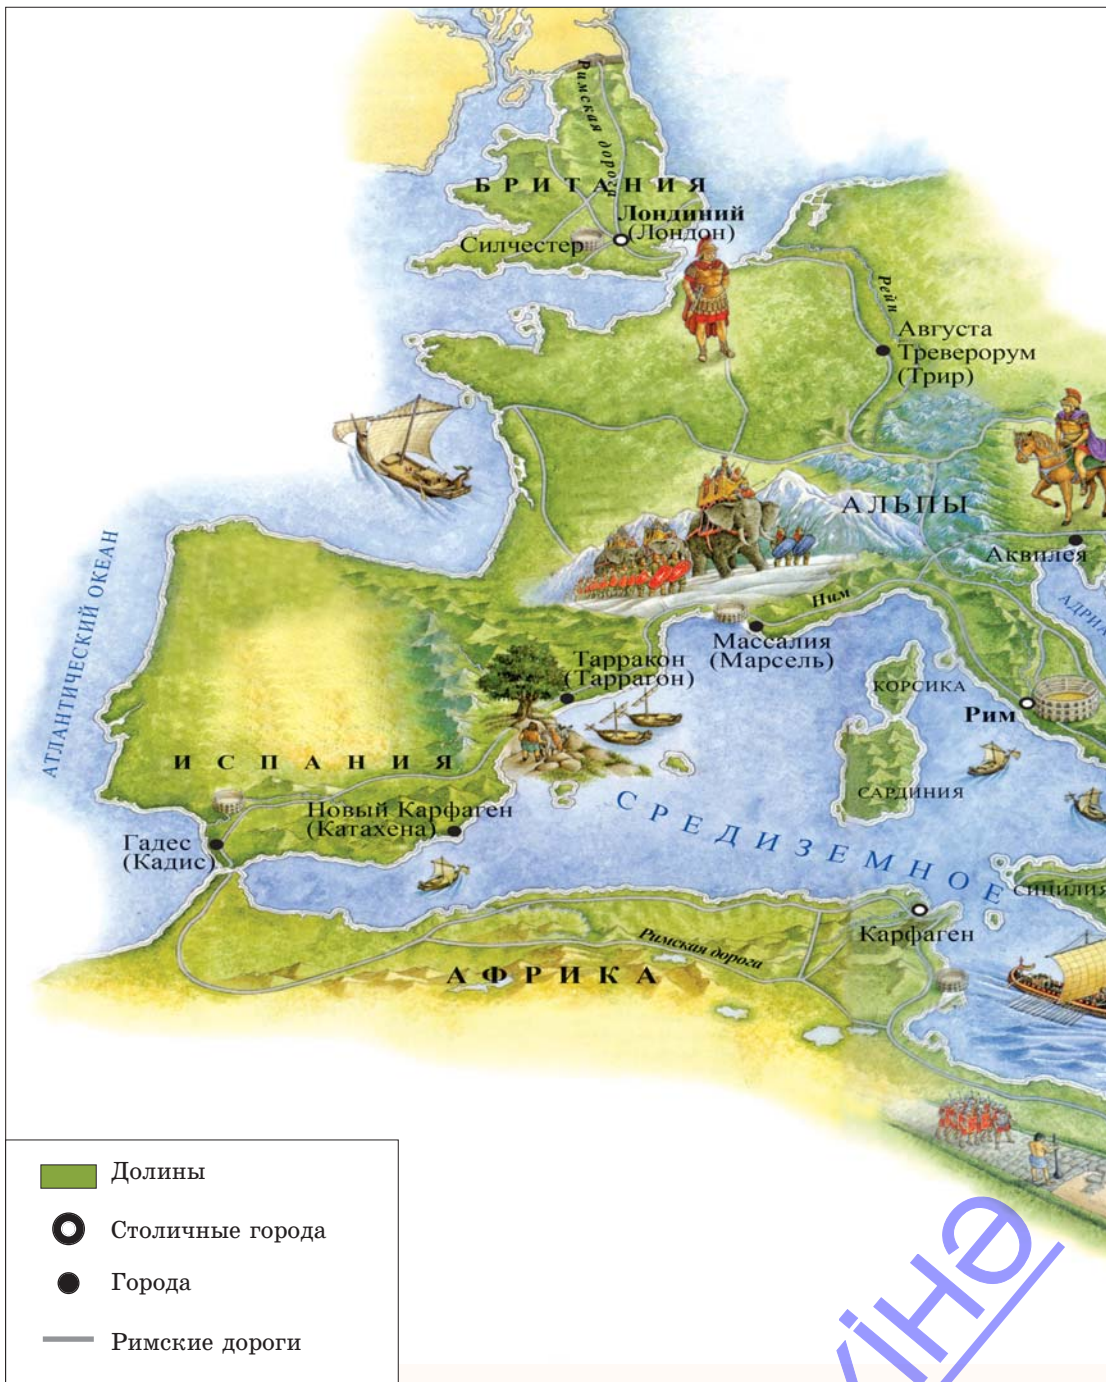 Римская дорога
БРИТАНИЯ
Лондиний
(Лондон)
Силчестер
Рейн
Августа
Треверорум
(Трир)
АЛЬПЫ
АТЛАНТИЧЕСКИЙ ОКЕАН
Аквилея
АДРИА
Ним
Массалия
(Марсель)
Тарракон
(Таррагон)
КОРСИКА
Рим
ИСПАНИЯ
САРДИНИЯ
Новый Карфаген
(Катахена)
СРЕДИЗЕМНОЕ
Гадес
(Кадис)
СИЦИЛИЯ
Карфаген
Римская дорога
АФРИКА
Долины
Столичные города
Города
Римские дороги
КІНӘ